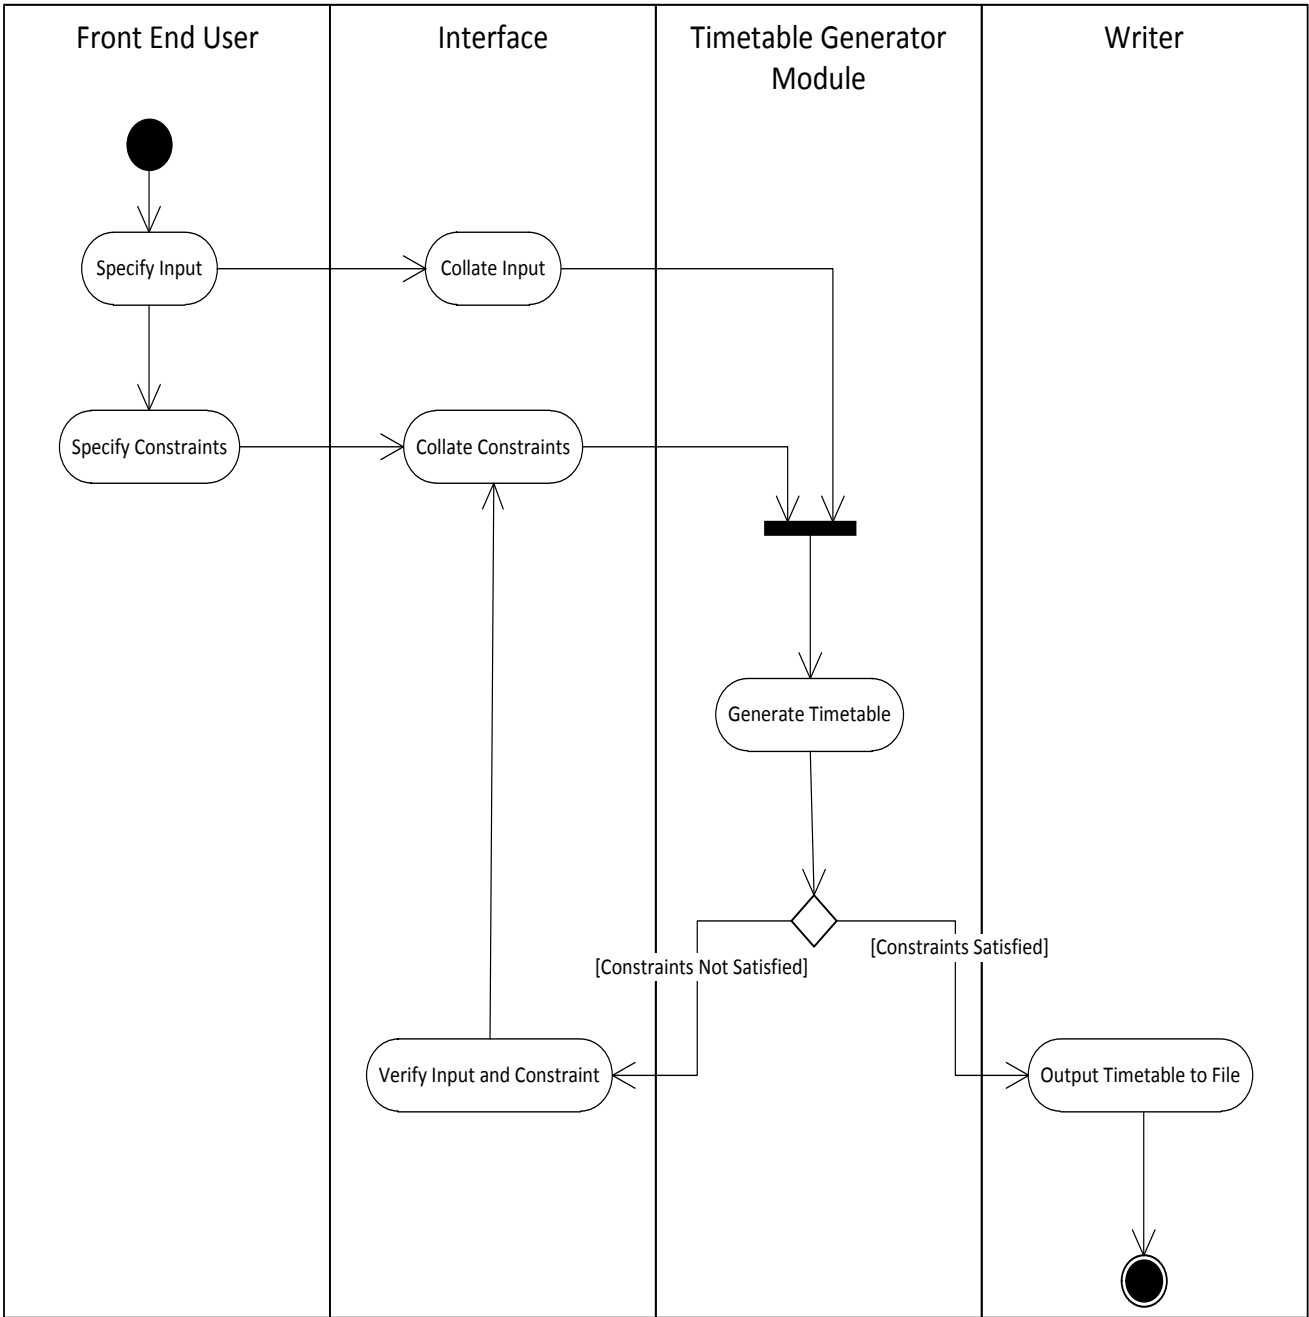 Front End User
Interface
Timetable Generator
Module
Writer
Specify Input
Collate Input
Specify Constraints
Collate Constraints
Generate Timetable
[Constraints Satisfied]
[Constraints Not Satisfied]
Verify Input and Constraint
Output Timetable to File